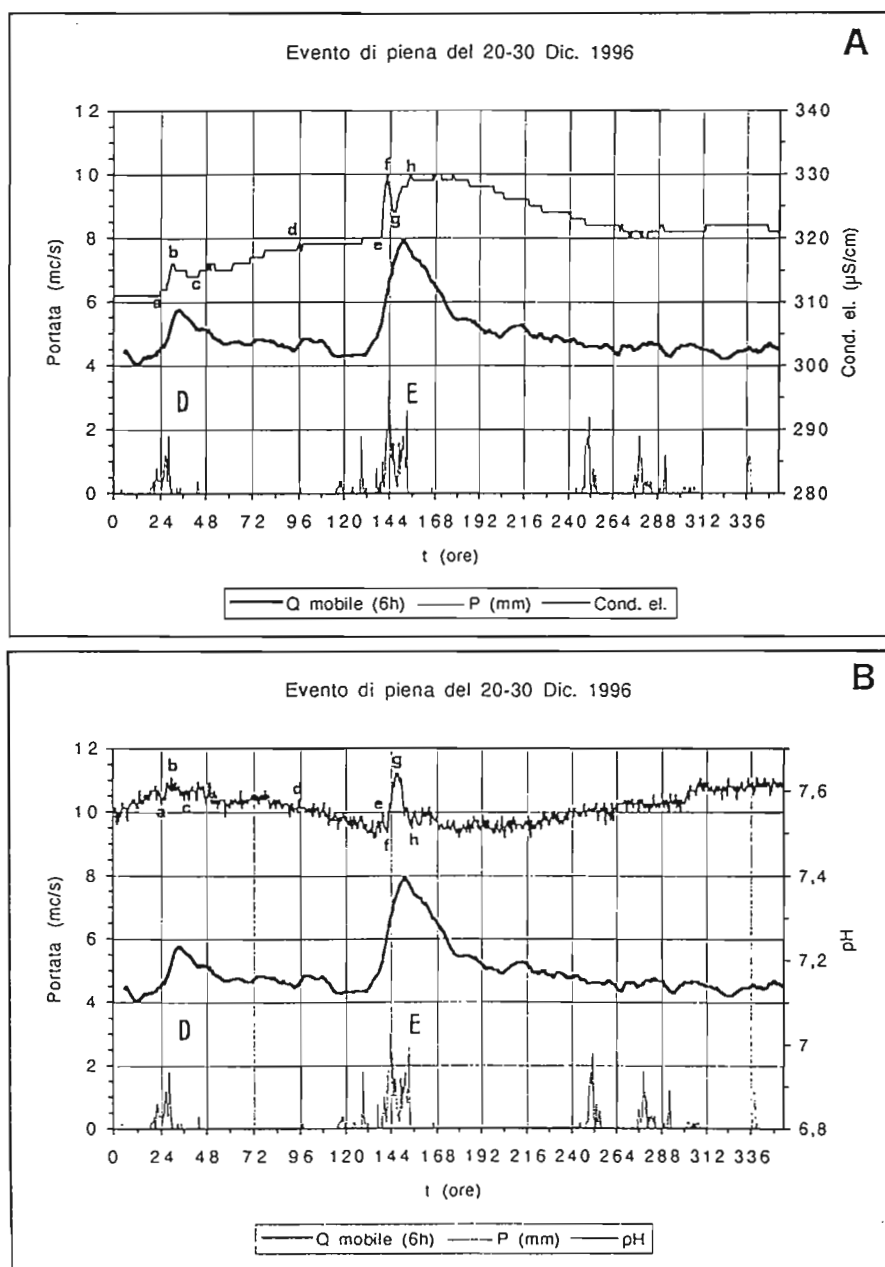 A
Evento di piena del 20-30 Dic. 1996
12
10
8
6
4
2
0
Portata (mc/s)
340
330
320
310
300
290
280
Cond. el. (µS/cm)
a
b
c
d
e
f
g
h
D
E
0 24 48 72 96 120 144 168 192 216 240 264 288 312 336
t (ore)
Q mobile (6h) P (mm) Cond. el.
B
Evento di piena del 20-30 Dic. 1996
12
10
8
6
4
2
0
Portata (mc/s)
7,6
7,4
7,2
7
6,8
pH
a
b
c
d
e
f
g
h
D
E
0 24 48 72 96 120 144 168 192 216 240 264 288 312 336
t (ore)
Q mobile (6h) P (mm) pH